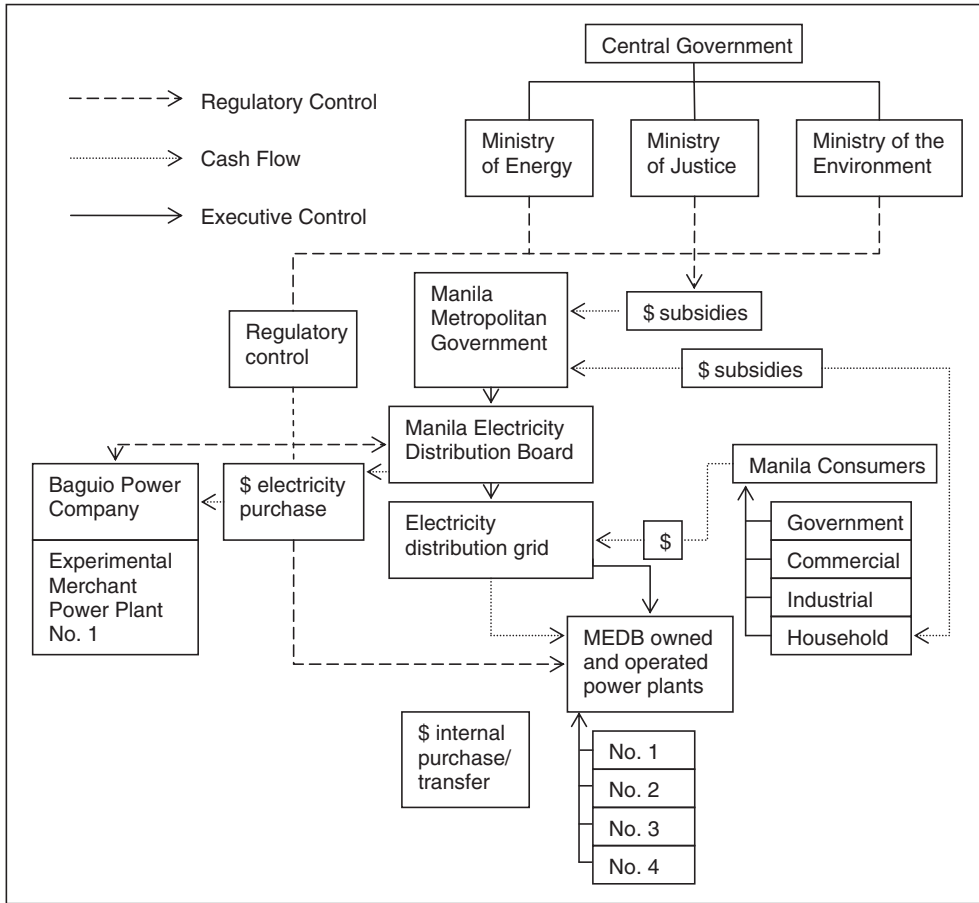 Central Government
Regulatory Control
Cash Flow
Executive Control
Ministry
of Energy
Ministry
of Justice
Ministry of the
Environment
Manila
Metropolitan
Government
$ subsidies
Regulatory
control
$ subsidies
Manila Electricity
Distribution Board
Manila Consumers
Baguio Power
Company
$ electricity
purchase
Electricity
distribution grid
$
Government
Commercial
Industrial
Household
Experimental
Merchant
Power Plant
No. 1
MEDB owned
and operated
power plants
$ internal
purchase/
transfer
No. 1
No. 2
No. 3
No. 4